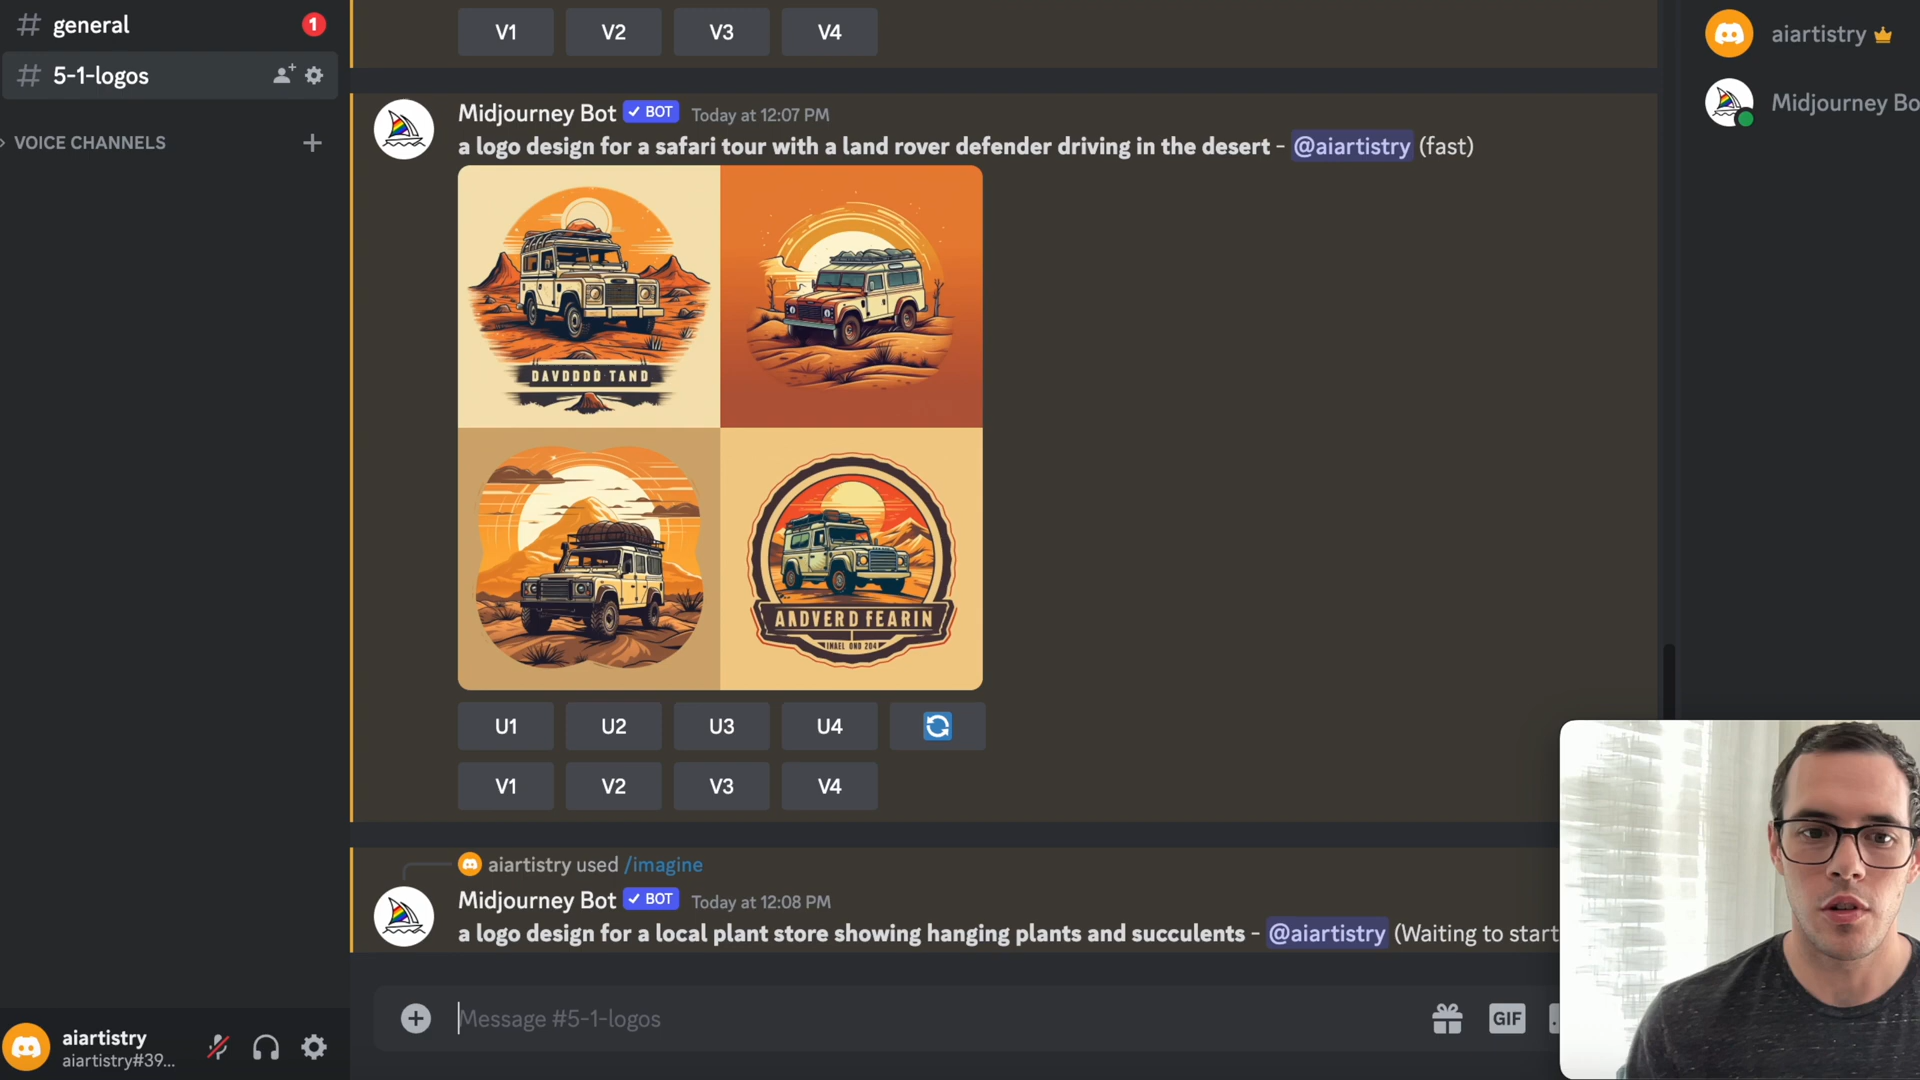 general
1
5-1-logos
VOICE CHANNELS
V1 V2 V3 V4
Midjourney Bot BOT Today at 12:07 PM
a logo design for a safari tour with a land rover defender driving in the desert - @aiartistry (fast)
DAVDDDD TAND
AADVERD FEARIN
IMAEL OND 204
U1 U2 U3 U4
V1 V2 V3 V4
aiartistry used /imagine
Midjourney Bot BOT Today at 12:08 PM
a logo design for a local plant store showing hanging plants and succulents - @aiartistry (Waiting to start
Message #5-1-logos
GIF
aiartistry
aiartistry#39...
aiartistry
Midjourney Bo